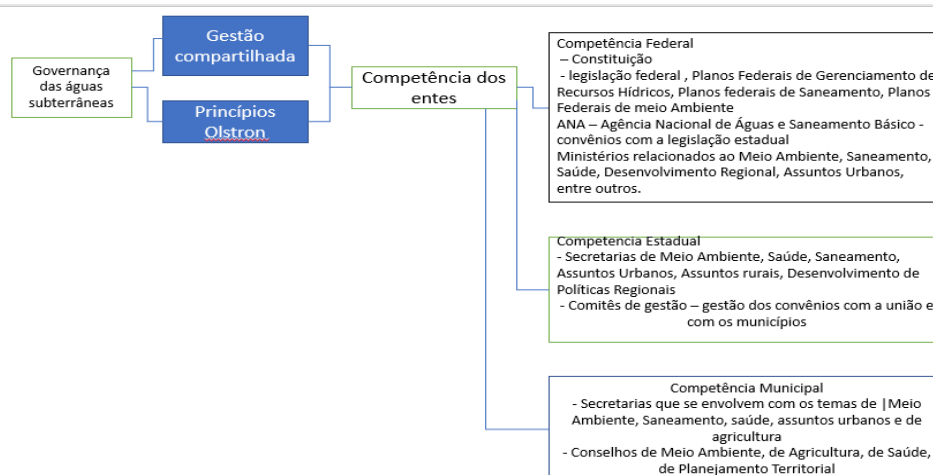 Governança
das águas
subterrâneas
Gestão
compartilhada
Princípios
Olstron
Competência dos
entes
Competência Federal
– Constituição
- legislação federal , Planos Federais de Gerenciamento de
Recursos Hídricos, Planos federais de Saneamento, Planos
Federais de meio Ambiente
ANA – Agência Nacional de Águas e Saneamento Básico -
convênios com a legislação estadual
Ministérios relacionados ao Meio Ambiente, Saneamento,
Saúde, Desenvolvimento Regional, Assuntos Urbanos,
entre outros.
Competencia Estadual
- Secretarias de Meio Ambiente, Saúde, Saneamento,
Assuntos Urbanos, Assuntos rurais, Desenvolvimento de
Políticas Regionais
- Comitês de gestão – gestão dos convênios com a união e
com os municípios
Competência Municipal
- Secretarias que se envolvem com os temas de |Meio
Ambiente, Saneamento, saúde, assuntos urbanos e de
agricultura
- Conselhos de Meio Ambiente, de Agricultura, de Saúde,
de Planejamento Territorial